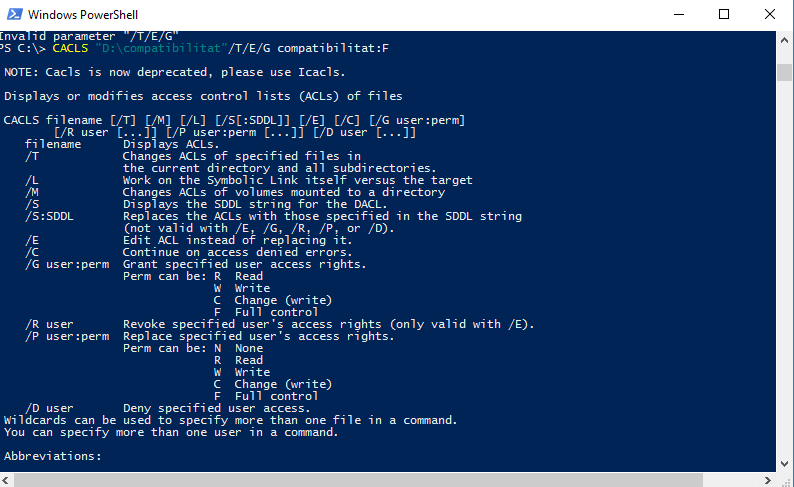 Windows PowerShell
Invalid parameter "/T/E/G"
PS C:\> CACLS "D:\compatibilitat"/T/E/G compatibilitat:F
NOTE: Cacls is now deprecated, please use Icacls.
Displays or modifies access control lists (ACLs) of files
CACLS filename [/T] [/M] [/L] [/S[:SDDL]] [/E] [/C] [/G user:perm]
[/R user [...]] [/P user:perm [...]] [/D user [...]]
filename Displays ACLs.
/T Changes ACLs of specified files in
the current directory and all subdirectories.
/L Work on the Symbolic Link itself versus the target
/M Changes ACLs of volumes mounted to a directory
/S Displays the SDDL string for the DACL.
/S:SDDL Replaces the ACLs with those specified in the SDDL string
(not valid with /E, /G, /R, /P, or /D).
/E Edit ACL instead of replacing it.
/C Continue on access denied errors.
/G user:perm Grant specified user access rights.
Perm can be: R Read
W Write
C Change (write)
F Full control
/R user Revoke specified user's access rights (only valid with /E).
/P user:perm Replace specified user's access rights.
Perm can be: N None
R Read
W Write
C Change (write)
F Full control
/D user Deny specified user access.
Wildcards can be used to specify more than one file in a command.
You can specify more than one user in a command.
Abbreviations: